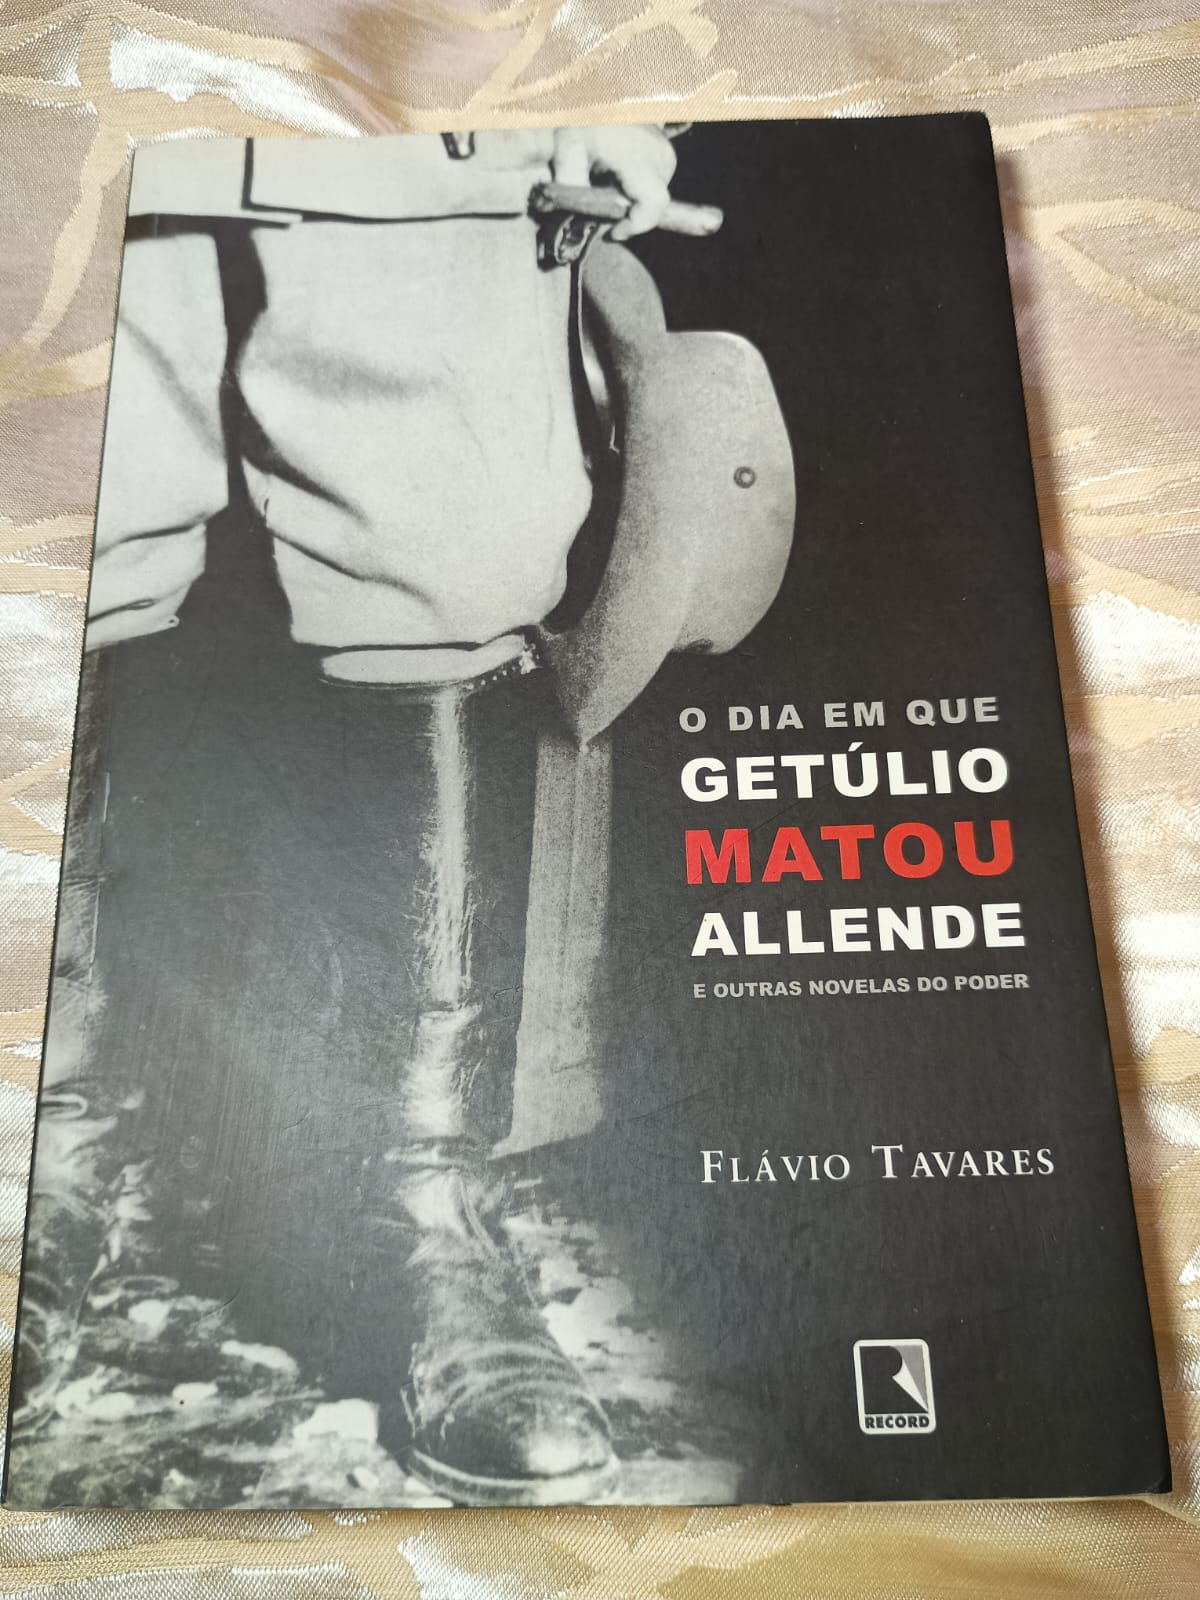 O DIA EM QUE
GETÚLIO
MATOU
ALLENDE
E OUTRAS NOVELAS DO PODER
FLÁVIO TAVARES
RECORD